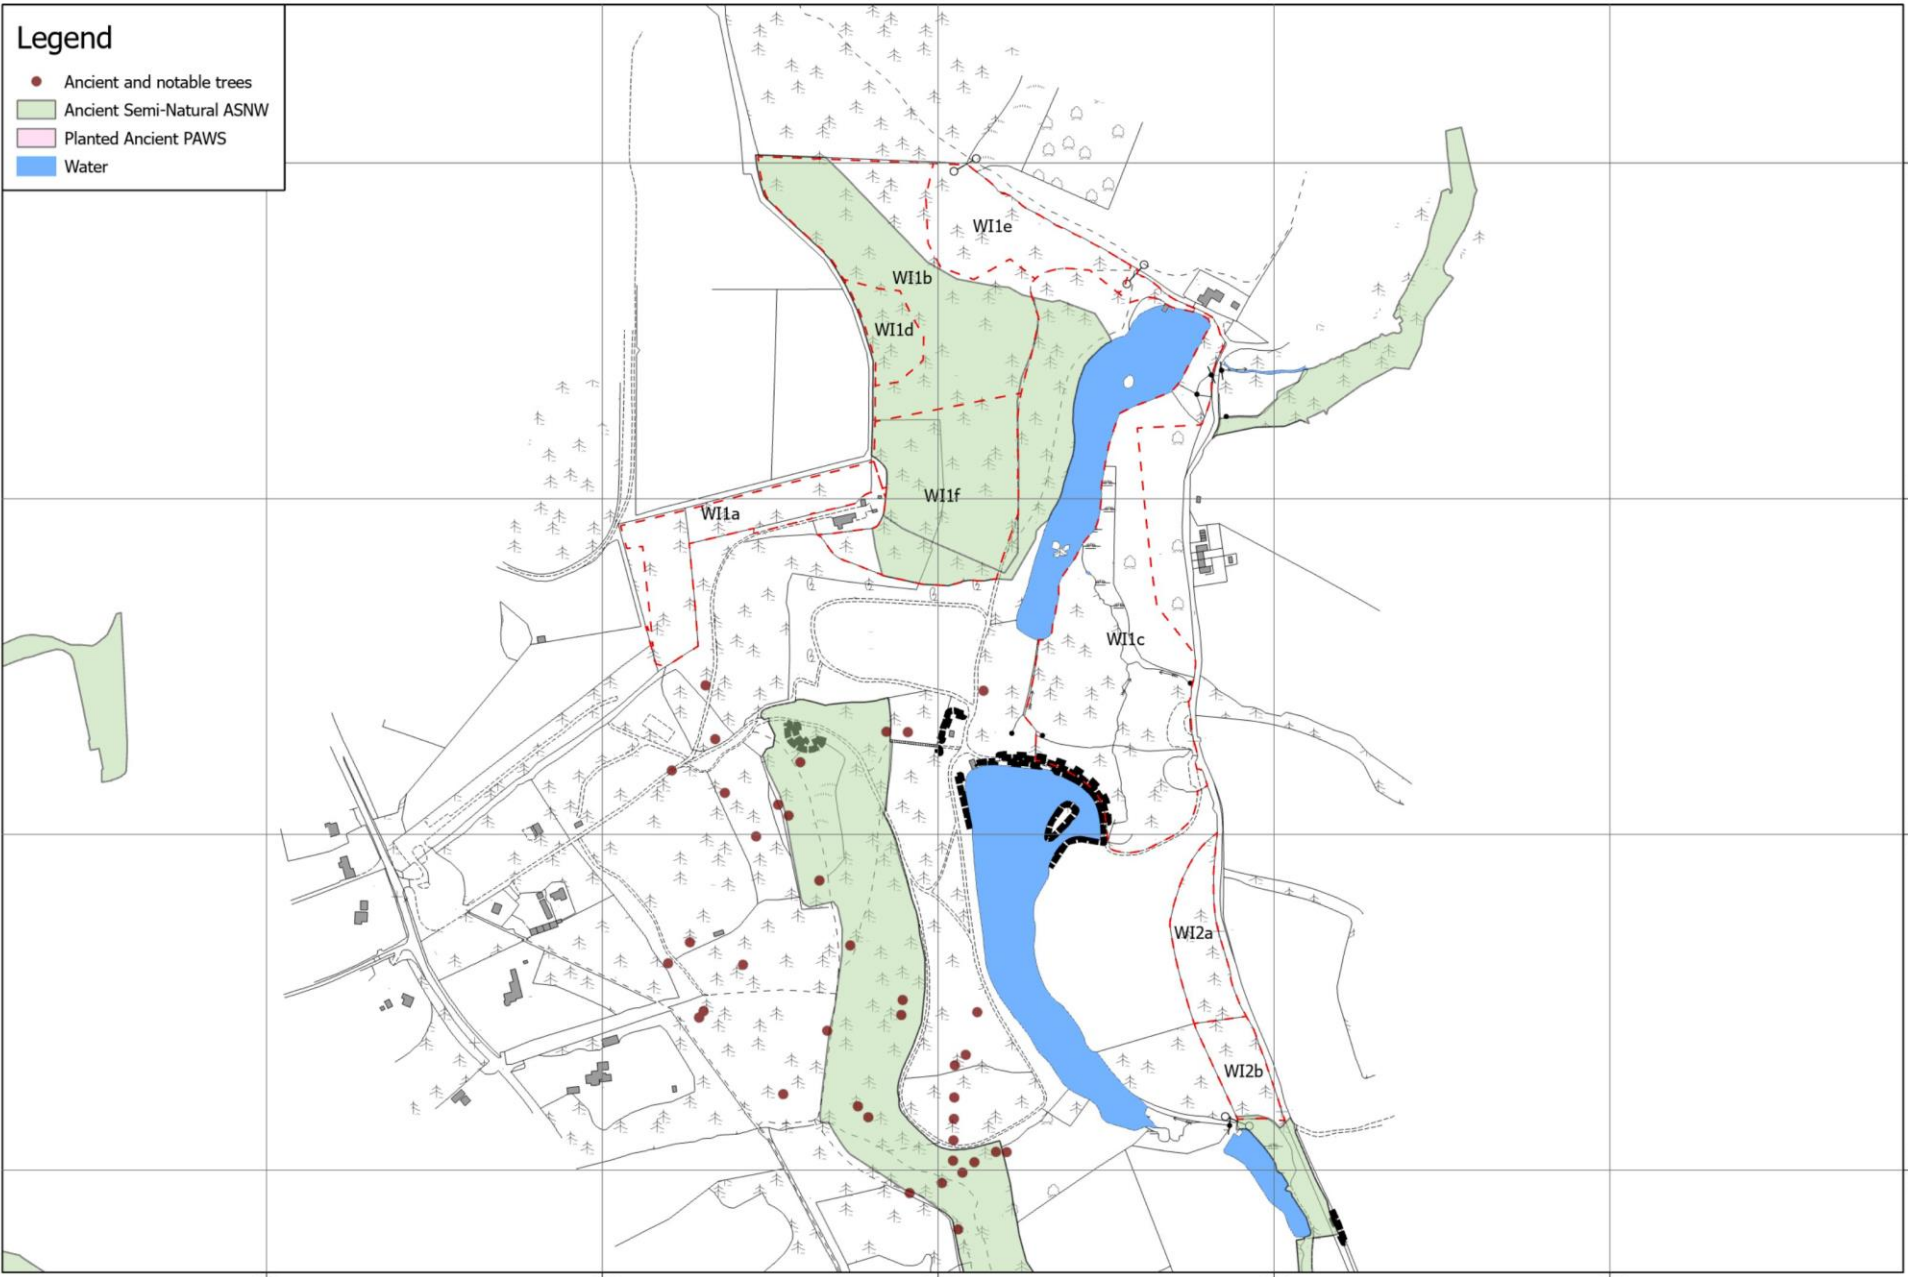 Legend
Ancient and notable trees
Ancient Semi-Natural ASNW
Planted Ancient PAWS
Water
WI1e
WI1b
WI1d
WI1f
WI1a
WI1c
WI2a
WI2b